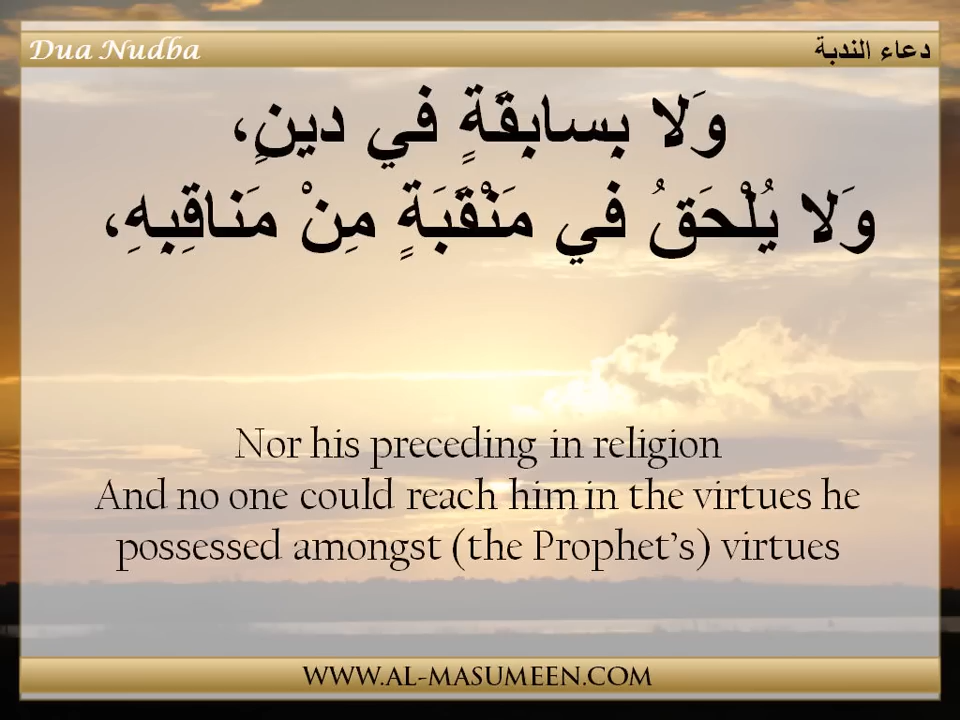 Dua Nudba
دعاء الندبة
وَلا بِسابِقَةٍ في دينٍ،
وَلا يُلْحَقُ في مَنْقَبَةٍ مِنْ مَناقِبِهِ،
Nor his preceding in religion
And no one could reach him in the virtues he
possessed amongst (the Prophet's) virtues
WWW.AL-MASUMEEN.COM